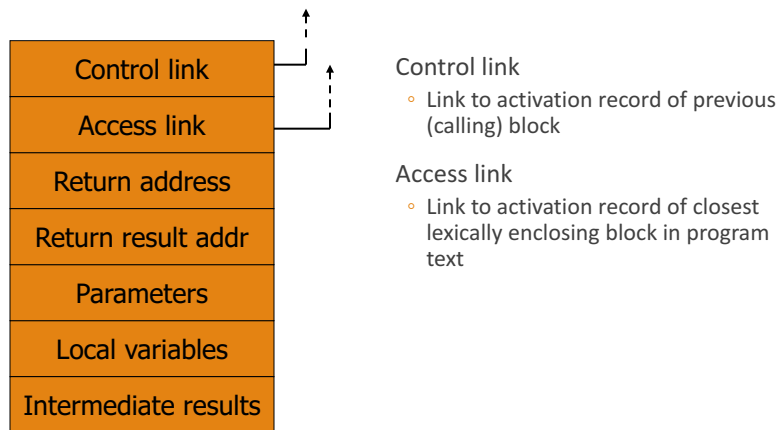 Control link
Access link
Return address
Return result addr
Parameters
Local variables
Intermediate results
Control link
◦ Link to activation record of previous
(calling) block
Access link
◦ Link to activation record of closest
lexically enclosing block in program
text